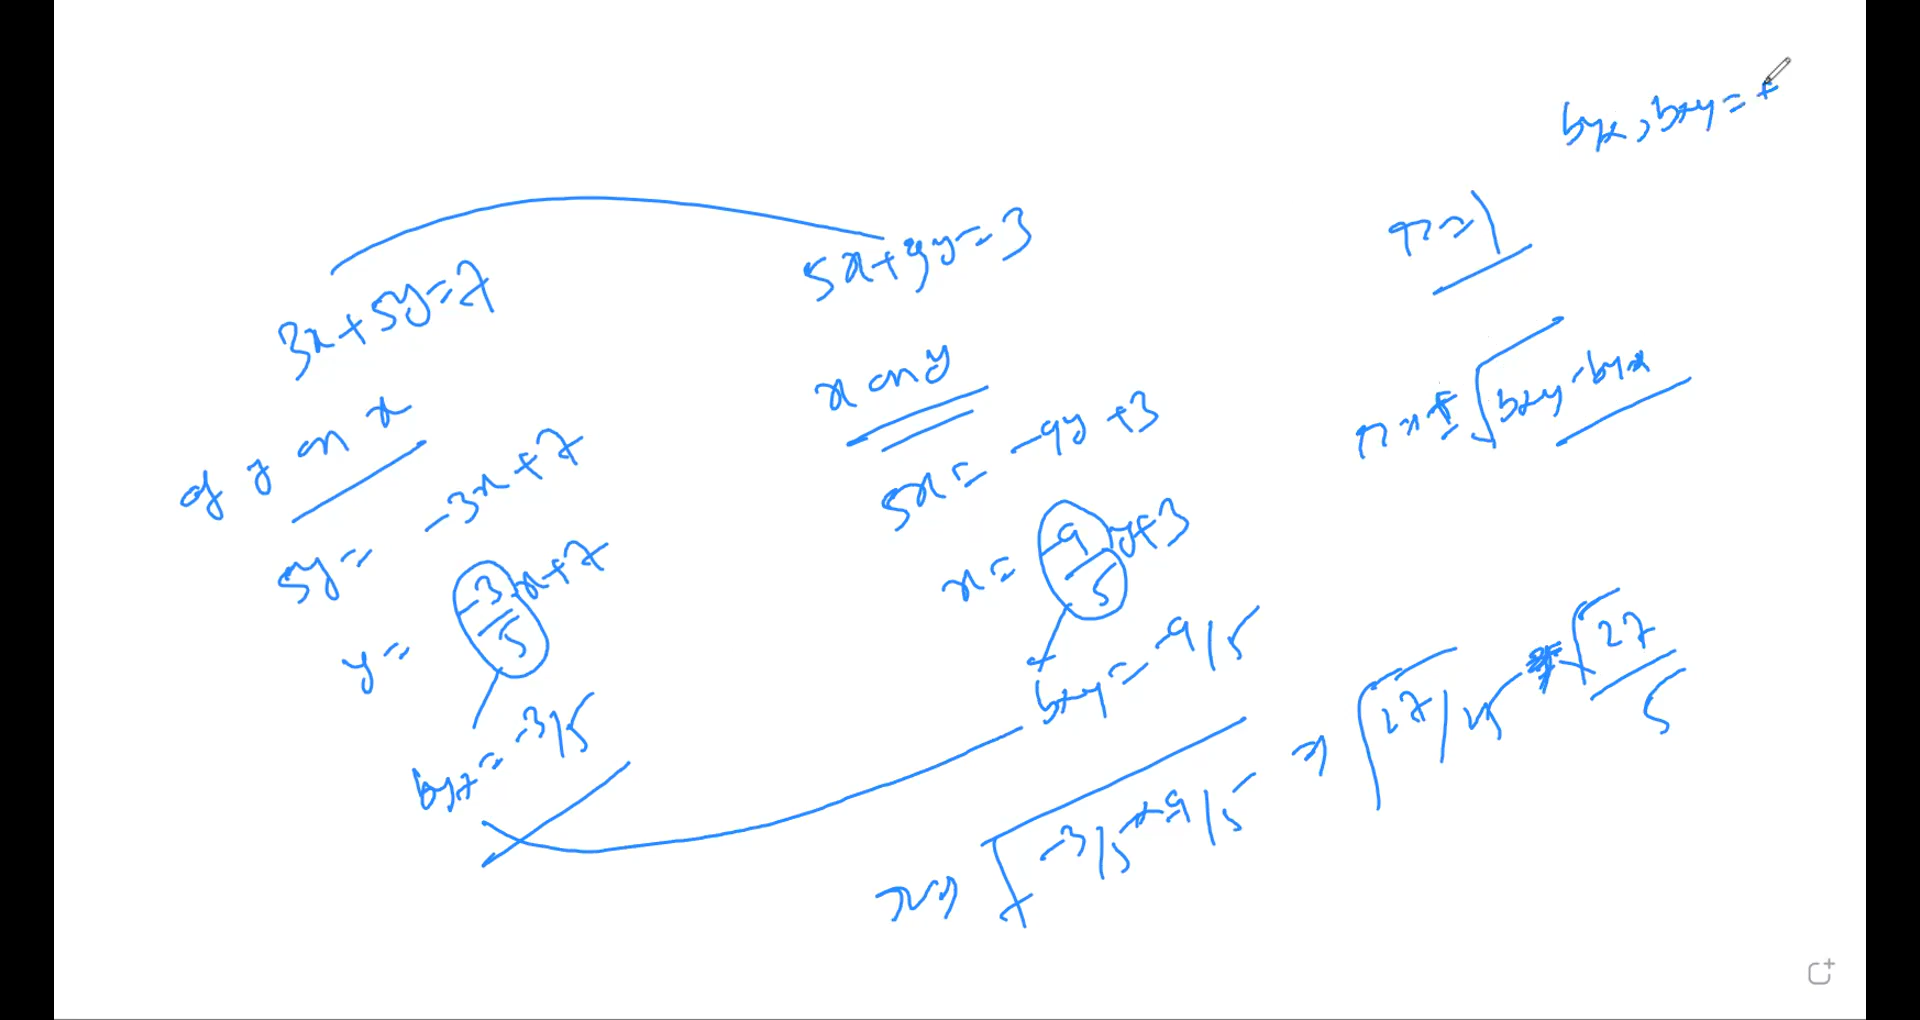 byx, bxy = +
5x+9y=3
3x+5y=7
r = 1
x on y
r = ± √bxy·byx
of y on x
5x = -9y +3
5y = -3x+7
x = -9/5 y+3
y = -3/5 x+7
bxy = -9/5
byx = -3/5
r ⇒ √-3/5 × -9/5 ⇒ √27/25 = √27/5